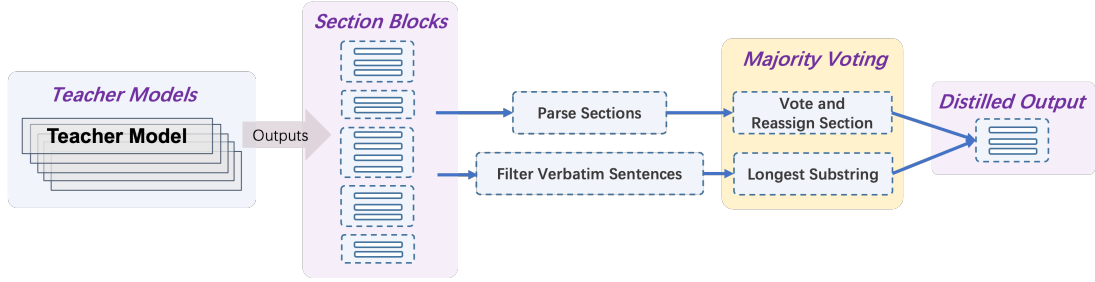 Section Blocks
Teacher Models
Teacher Model
Outputs
Parse Sections
Filter Verbatim Sentences
Majority Voting
Vote and
Reassign Section
Longest Substring
Distilled Output